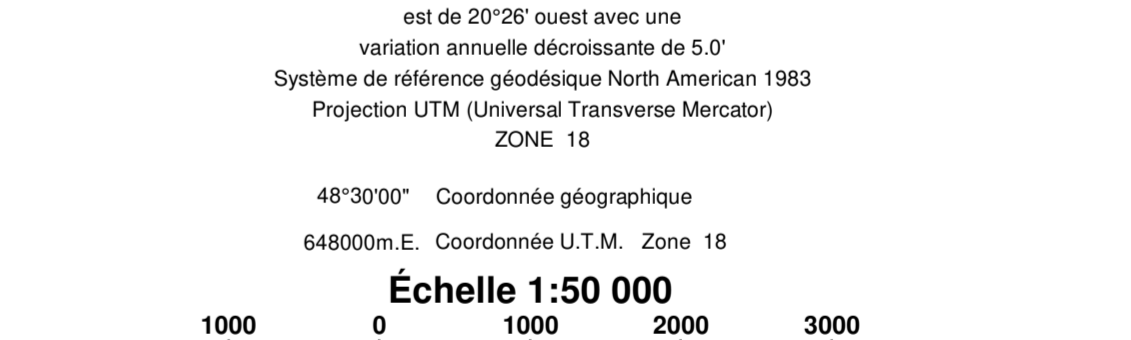 est de 20°26' ouest avec une
variation annuelle décroissante de 5.0'
Système de référence géodésique North American 1983
Projection UTM (Universal Transverse Mercator)
ZONE 18
48°30'00" Coordonnée géographique
648000m.E. Coordonnée U.T.M. Zone 18
Échelle 1:50 000
1000 0 1000 2000 3000